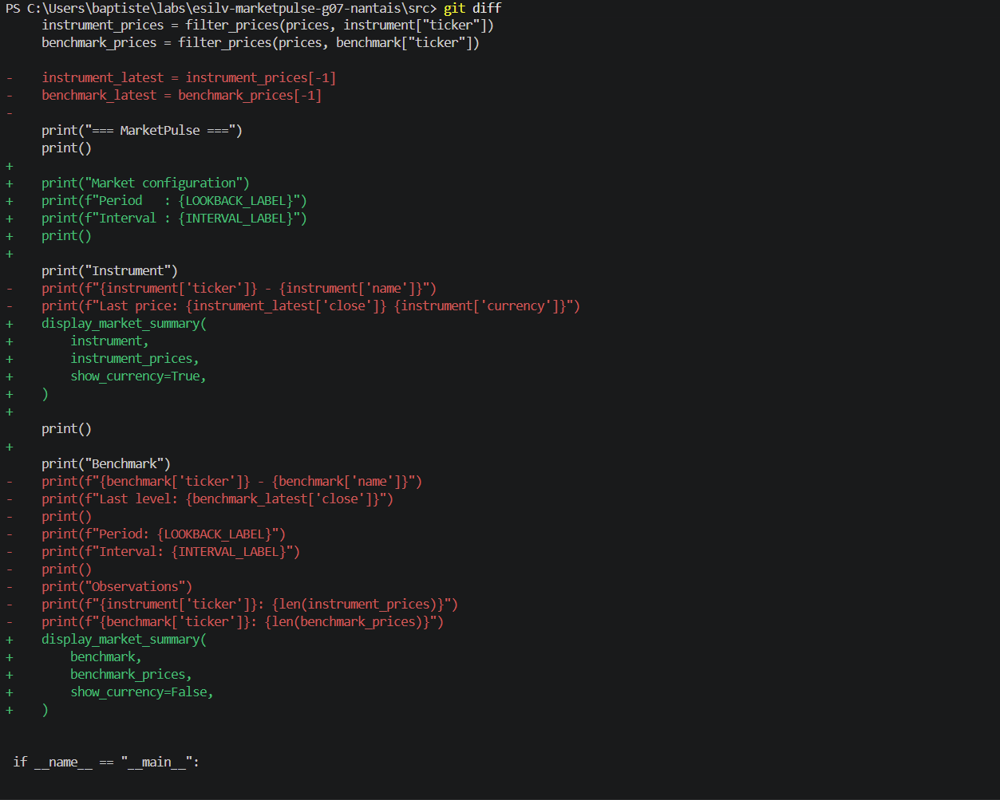 PS C:\Users\baptiste\labs\esilv-marketpulse-g07-nantais\src> git diff
     instrument_prices = filter_prices(prices, instrument["ticker"])
     benchmark_prices = filter_prices(prices, benchmark["ticker"])

-    instrument_latest = instrument_prices[-1]
-    benchmark_latest = benchmark_prices[-1]
-
     print("=== MarketPulse ===")
     print()
+
+    print("Market configuration")
+    print(f"Period   : {LOOKBACK_LABEL}")
+    print(f"Interval : {INTERVAL_LABEL}")
+    print()
+
     print("Instrument")
-    print(f"{instrument['ticker']} - {instrument['name']}")
-    print(f"Last price: {instrument_latest['close']} {instrument['currency']}")
+    display_market_summary(
+        instrument,
+        instrument_prices,
+        show_currency=True,
+    )
+
     print()
+
     print("Benchmark")
-    print(f"{benchmark['ticker']} - {benchmark['name']}")
-    print(f"Last level: {benchmark_latest['close']}")
-    print()
-    print(f"Period: {LOOKBACK_LABEL}")
-    print(f"Interval: {INTERVAL_LABEL}")
-    print()
-    print("Observations")
-    print(f"{instrument['ticker']}: {len(instrument_prices)}")
-    print(f"{benchmark['ticker']}: {len(benchmark_prices)}")
+    display_market_summary(
+        benchmark,
+        benchmark_prices,
+        show_currency=False,
+    )


 if __name__ == "__main__":